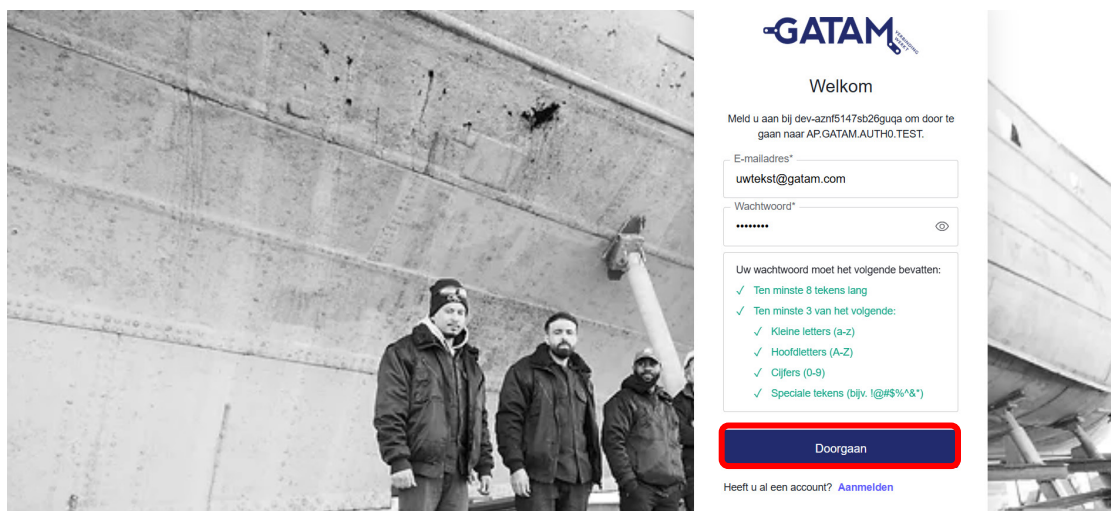 GATAM
VERBINDING
WERKT
Welkom
Meld u aan bij dev-aznf5147sb26guqa om door te
gaan naar AP.GATAM.AUTH0.TEST.
E-mailadres*
uwtekst@gatam.com
Wachtwoord*
••••••••
Uw wachtwoord moet het volgende bevatten:
✓ Ten minste 8 tekens lang
✓ Ten minste 3 van het volgende:
✓ Kleine letters (a-z)
✓ Hoofdletters (A-Z)
✓ Cijfers (0-9)
✓ Speciale tekens (bijv. !@#$%^&*)
Doorgaan
Heeft u al een account? Aanmelden